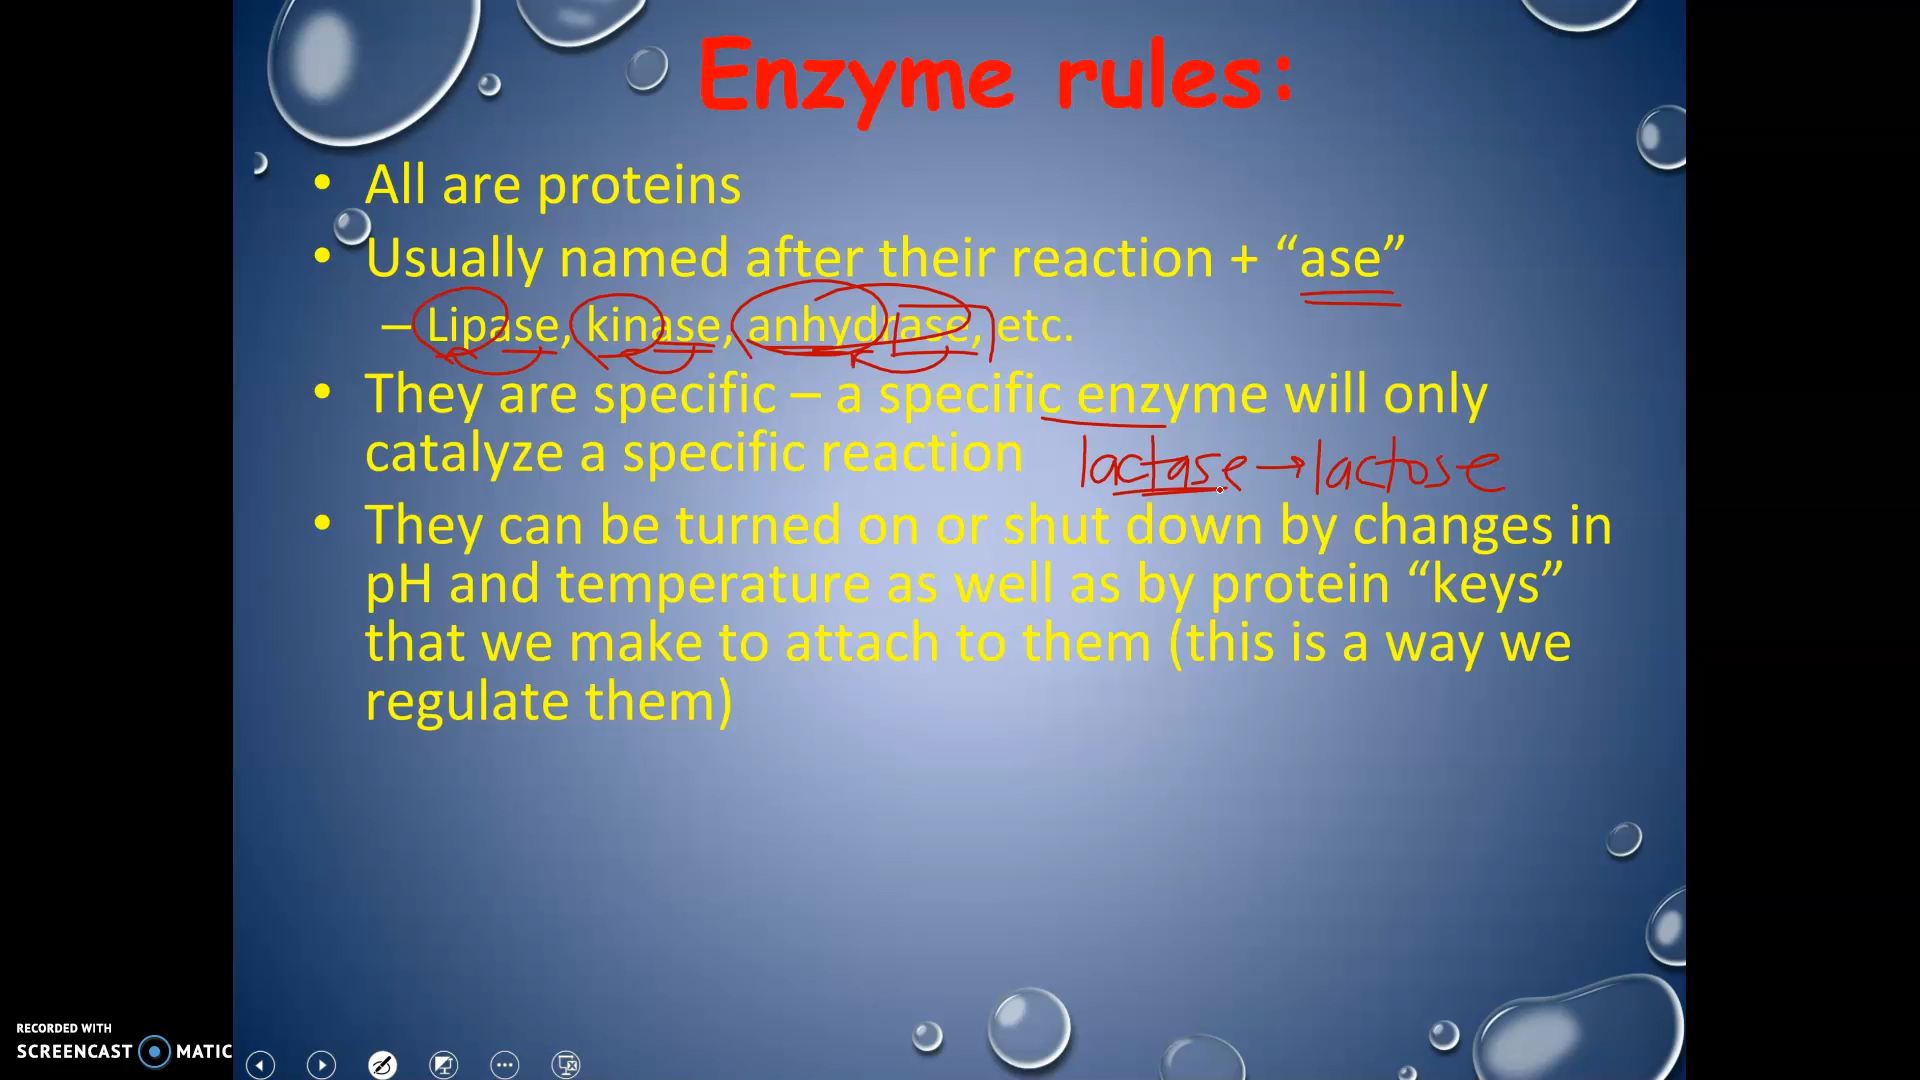 Enzyme rules:
• All are proteins
• Usually named after their reaction + “ase”
– Lipase, kinase, anhydrase, etc.
• They are specific – a specific enzyme will only
catalyze a specific reaction
lactase → lactose
• They can be turned on or shut down by changes in
pH and temperature as well as by protein “keys”
that we make to attach to them (this is a way we
regulate them)
RECORDED WITH
SCREENCAST MATIC